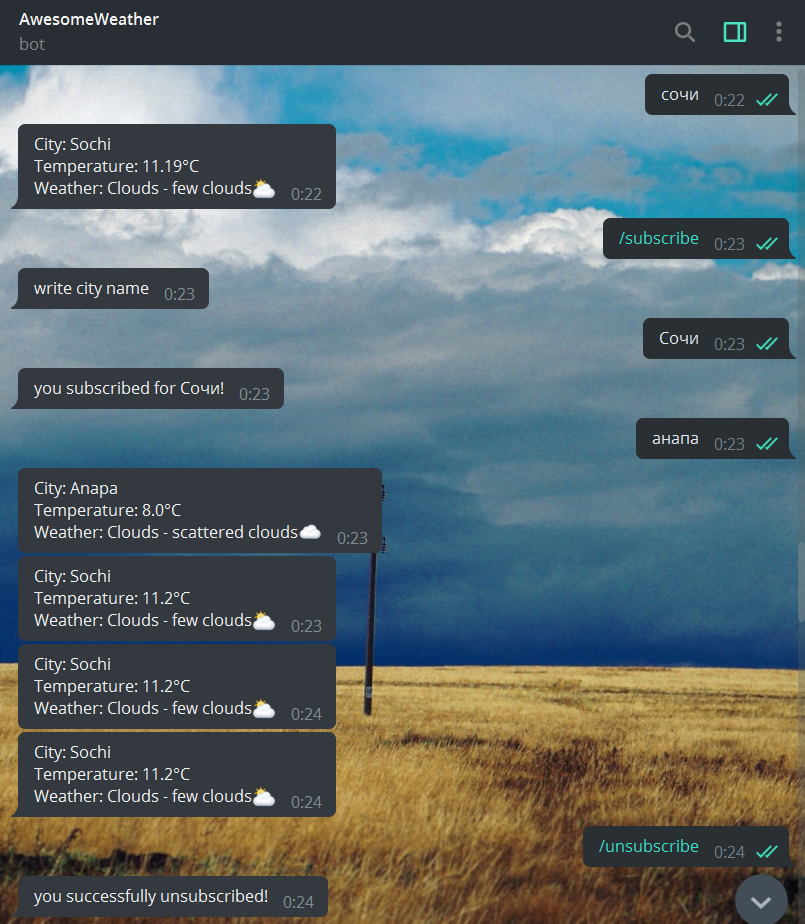 AwesomeWeather
bot
сочи 0:22
City: Sochi
Temperature: 11.19°C
Weather: Clouds - few clouds🌥 0:22
/subscribe 0:23
write city name 0:23
Сочи 0:23
you subscribed for Сочи! 0:23
анапа 0:23
City: Anapa
Temperature: 8.0°C
Weather: Clouds - scattered clouds☁️ 0:23
City: Sochi
Temperature: 11.2°C
Weather: Clouds - few clouds🌥 0:23
City: Sochi
Temperature: 11.2°C
Weather: Clouds - few clouds🌥 0:24
City: Sochi
Temperature: 11.2°C
Weather: Clouds - few clouds🌥 0:24
/unsubscribe 0:24
you successfully unsubscribed! 0:24